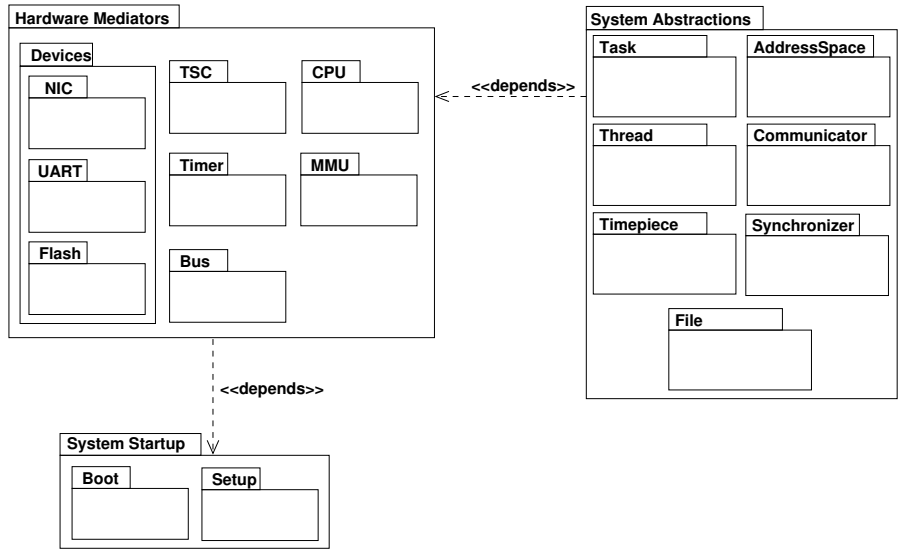 Hardware Mediators
Devices
NIC
UART
Flash
TSC
CPU
Timer
MMU
Bus
<<depends>>
System Abstractions
Task
AddressSpace
Thread
Communicator
Timepiece
Synchronizer
File
<<depends>>
System Startup
Boot
Setup